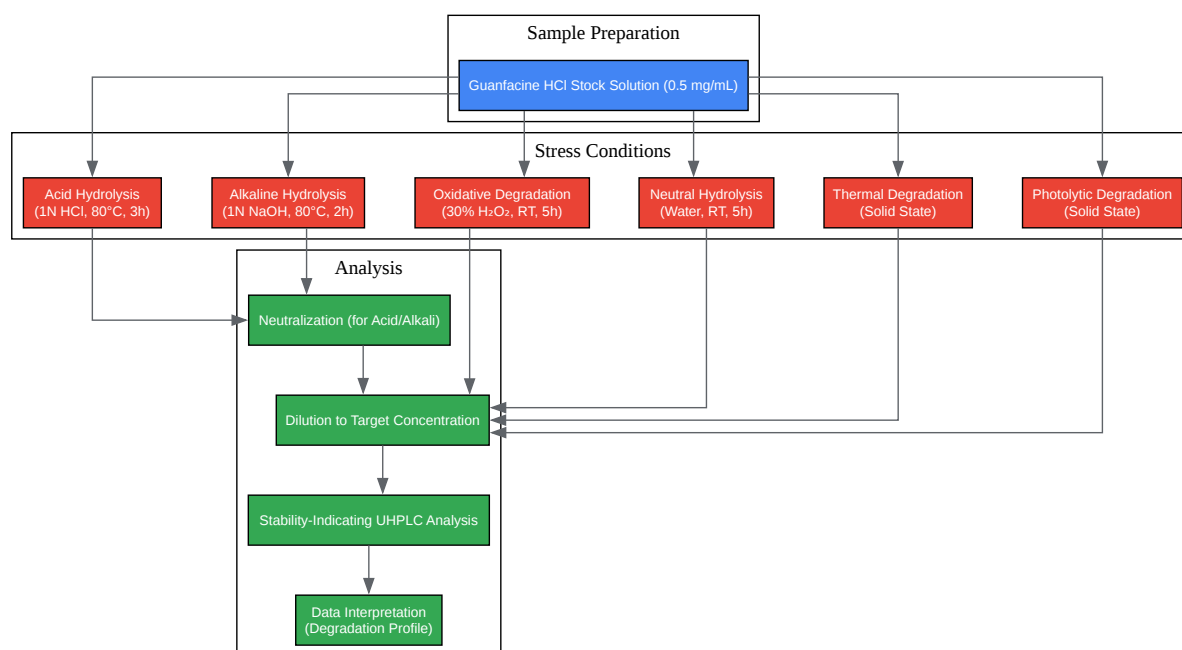 Sample Preparation
Guanfacine HCl Stock Solution (0.5 mg/mL)
Stress Conditions
Acid Hydrolysis
(1N HCl, 80°C, 3h)
Alkaline Hydrolysis
(1N NaOH, 80°C, 2h)
Oxidative Degradation
(30% H₂O₂, RT, 5h)
Neutral Hydrolysis
(Water, RT, 5h)
Thermal Degradation
(Solid State)
Photolytic Degradation
(Solid State)
Analysis
Neutralization (for Acid/Alkali)
Dilution to Target Concentration
Stability-Indicating UHPLC Analysis
Data Interpretation
(Degradation Profile)